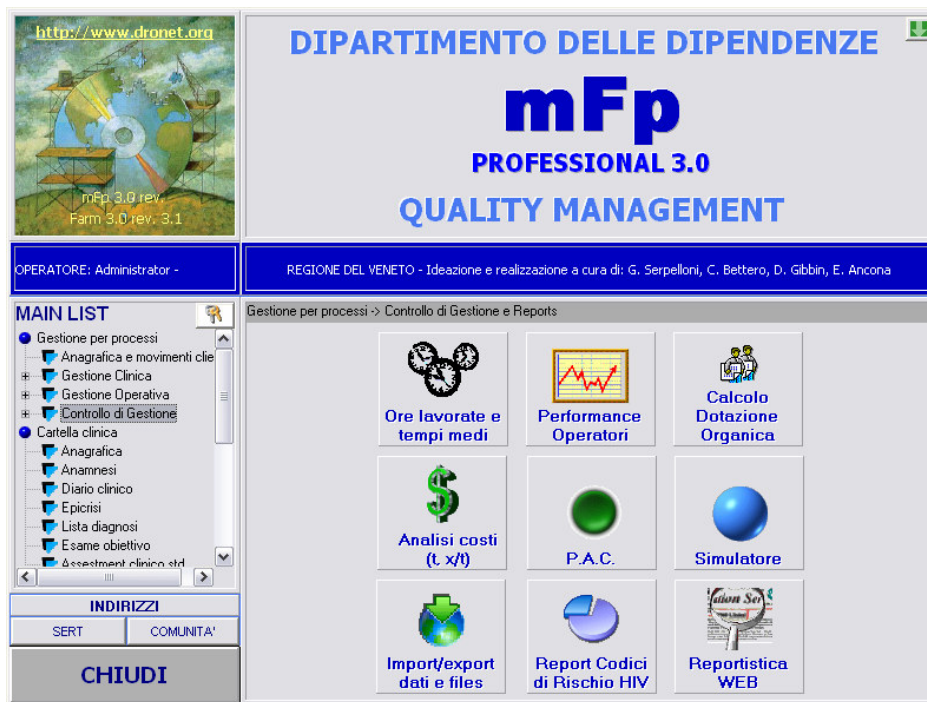 http://www.dronet.org
mFp 3.0 rev.
Farm 3.0 rev. 3.1
DIPARTIMENTO DELLE DIPENDENZE
mFp
PROFESSIONAL 3.0
QUALITY MANAGEMENT
OPERATORE: Administrator -
REGIONE DEL VENETO - Ideazione e realizzazione a cura di: G. Serpelloni, C. Bettero, D. Gibbin, E. Ancona
MAIN LIST
Gestione per processi
Anagrafica e movimenti clie
Gestione Clinica
Gestione Operativa
Controllo di Gestione
Cartella clinica
Anagrafica
Anamnesi
Diario clinico
Epicrisi
Lista diagnosi
Esame obiettivo
Assestment clinico std
INDIRIZZI
SERT
COMUNITA'
CHIUDI
Gestione per processi -> Controllo di Gestione e Reports
Ore lavorate e
tempi medi
Performance
Operatori
Calcolo
Dotazione
Organica
Analisi costi
(t, x/t)
P.A.C.
Simulatore
Import/export
dati e files
Report Codici
di Rischio HIV
Reportistica
WEB